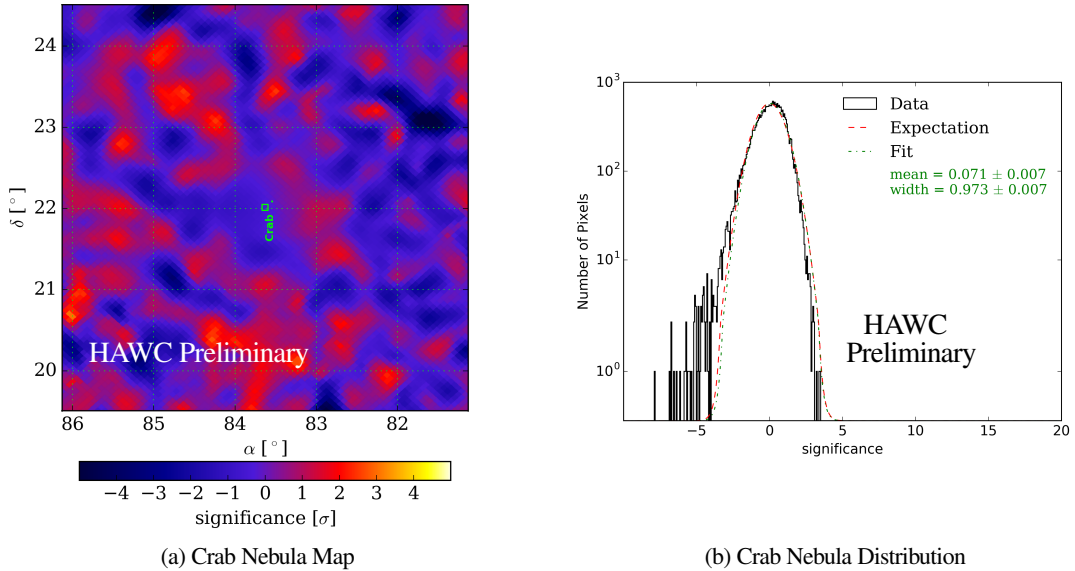 24
23
22
21
20
δ [°]
Crab
HAWC Preliminary
86 85 84 83 82
α [°]
−4 −3 −2 −1 0 1 2 3 4
significance [σ]
(a) Crab Nebula Map
10³
10²
10¹
10⁰
Number of Pixels
Data
Expectation
Fit
mean = 0.071 ± 0.007
width = 0.973 ± 0.007
HAWC
Preliminary
−5 0 5 10 15 20
significance
(b) Crab Nebula Distribution